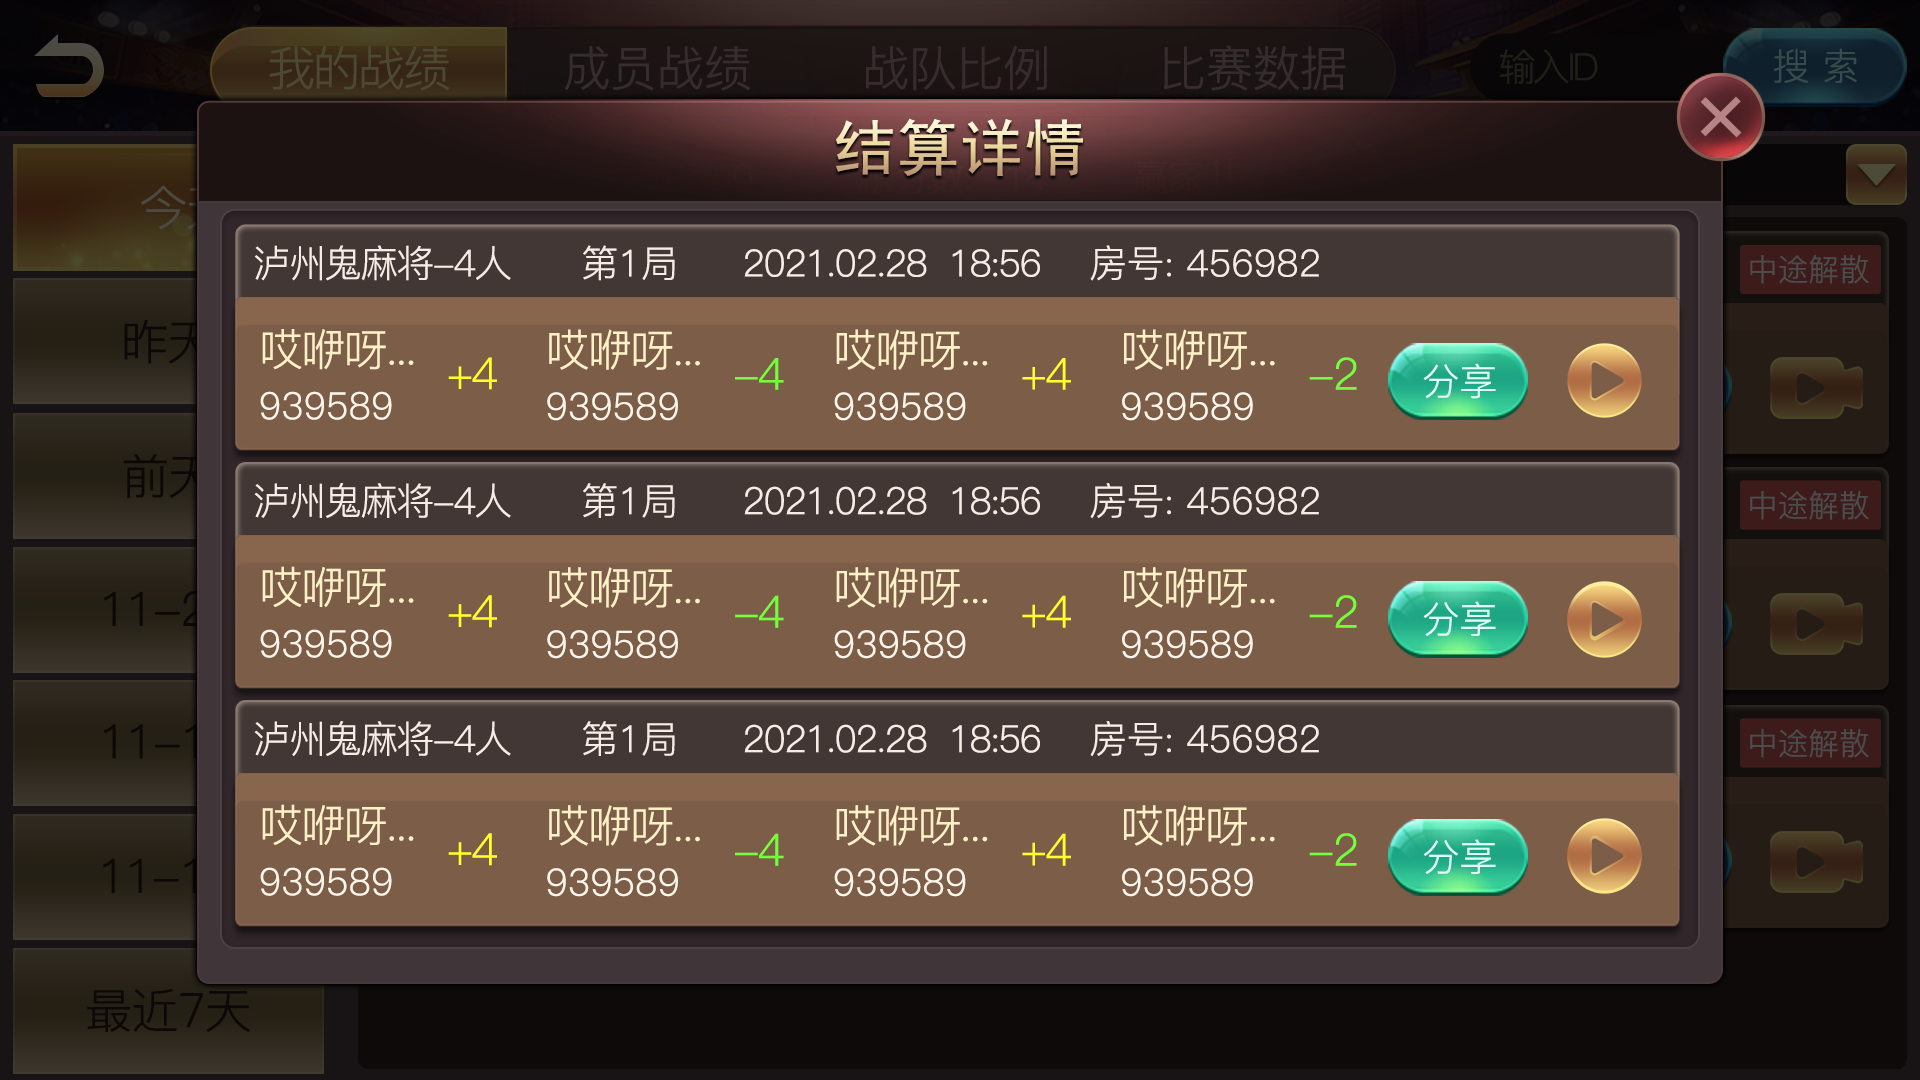 我的战绩
成员战绩
战队比例
比赛数据
输入ID
搜 索
结算详情
今
昨天
前天
11-2
11-1
11-1
最近7天
泸州鬼麻将-4人 第1局 2021.02.28 18:56 房号: 456982
哎咿呀... +4 哎咿呀... -4 哎咿呀... +4 哎咿呀... -2 分享
939589 939589 939589 939589
中途解散
泸州鬼麻将-4人 第1局 2021.02.28 18:56 房号: 456982
哎咿呀... +4 哎咿呀... -4 哎咿呀... +4 哎咿呀... -2 分享
939589 939589 939589 939589
中途解散
泸州鬼麻将-4人 第1局 2021.02.28 18:56 房号: 456982
哎咿呀... +4 哎咿呀... -4 哎咿呀... +4 哎咿呀... -2 分享
939589 939589 939589 939589
中途解散